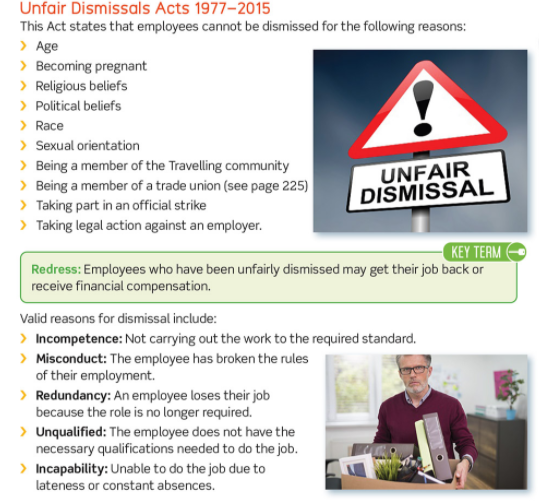 Unfair Dismissals Acts 1977–2015
This Act states that employees cannot be dismissed for the following reasons:
Age
Becoming pregnant
Religious beliefs
Political beliefs
Race
Sexual orientation
Being a member of the Travelling community
Being a member of a trade union (see page 225)
Taking part in an official strike
Taking legal action against an employer.
!
UNFAIR
DISMISSAL
KEY TERM
Redress: Employees who have been unfairly dismissed may get their job back or
receive financial compensation.
Valid reasons for dismissal include:
Incompetence: Not carrying out the work to the required standard.
Misconduct: The employee has broken the rules
of their employment.
Redundancy: An employee loses their job
because the role is no longer required.
Unqualified: The employee does not have the
necessary qualifications needed to do the job.
Incapability: Unable to do the job due to
lateness or constant absences.